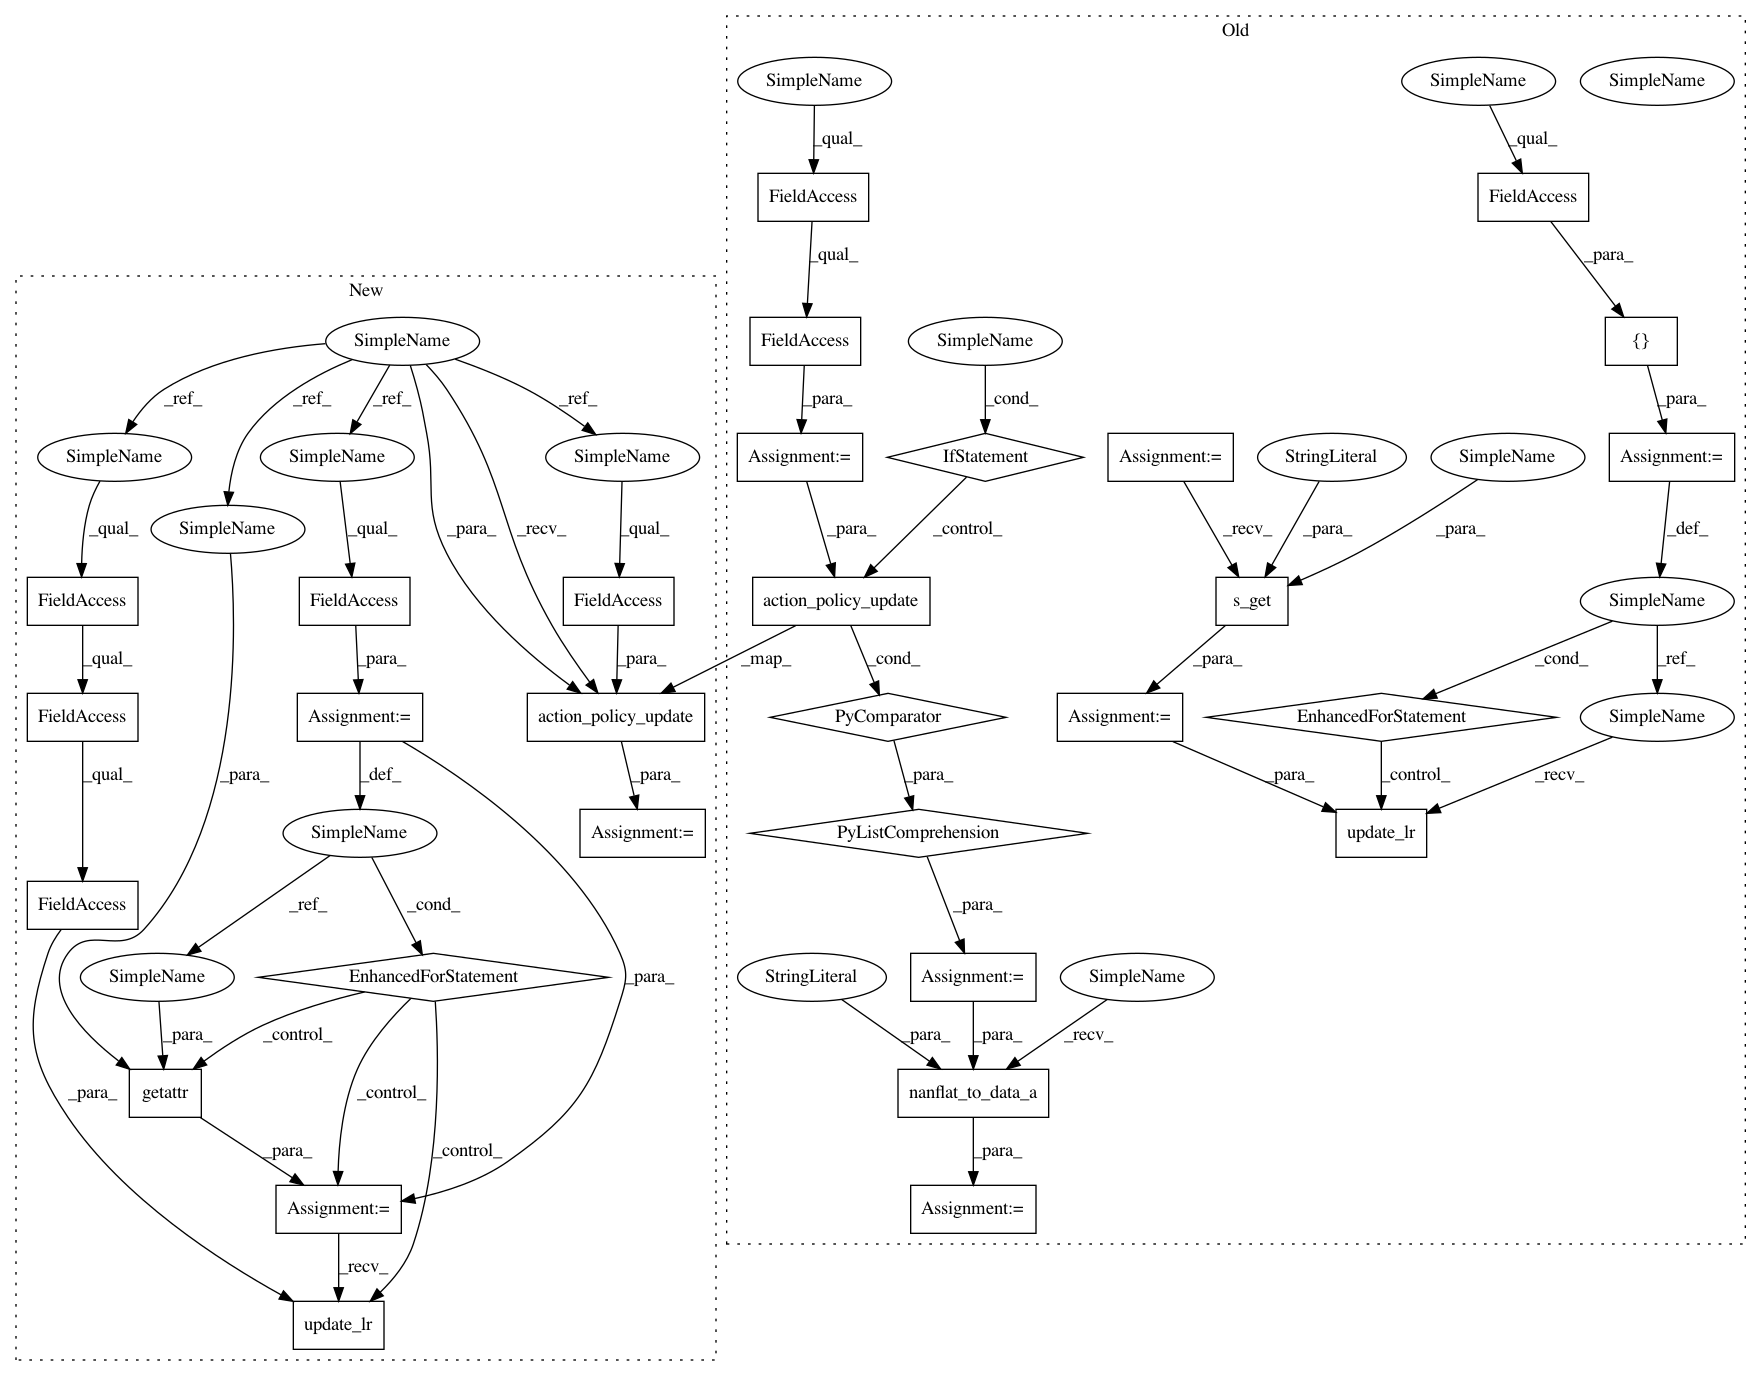 Old
SimpleName
SimpleName
SimpleName
_qual_
_qual_
FieldAccess
FieldAccess
_qual_
_para_
New
SimpleName
FieldAccess
SimpleName
{}
_ref_
_ref_
_ref_
_ref_
_para_
_cond_
_para_
SimpleName
SimpleName
SimpleName
Assignment:=
IfStatement
Assignment:=
StringLiteral
SimpleName
Assignment:=
SimpleName
_qual_
_qual_
_para_
_recv_
_qual_
_para_
_control_
_recv_
_para_
_para_
_def_
FieldAccess
FieldAccess
FieldAccess
action_policy_update
s_get
SimpleName
_qual_
_para_
_para_
_map_
_cond_
_para_
_cond_
_ref_
FieldAccess
Assignment:=
action_policy_update
PyComparator
Assignment:=
EnhancedForStatement
SimpleName
_qual_
_para_
_def_
_para_
_para_
_para_
_control_
_recv_
SimpleName
Assignment:=
PyListComprehension
update_lr
FieldAccess
_ref_
_cond_
_para_
SimpleName
EnhancedForStatement
_para_
StringLiteral
Assignment:=
SimpleName
_para_
_control_
_para_
_para_
_recv_
_para_
getattr
_control_
nanflat_to_data_a
_para_
_control_
_para_
Assignment:=
Assignment:=
_recv_
update_lr